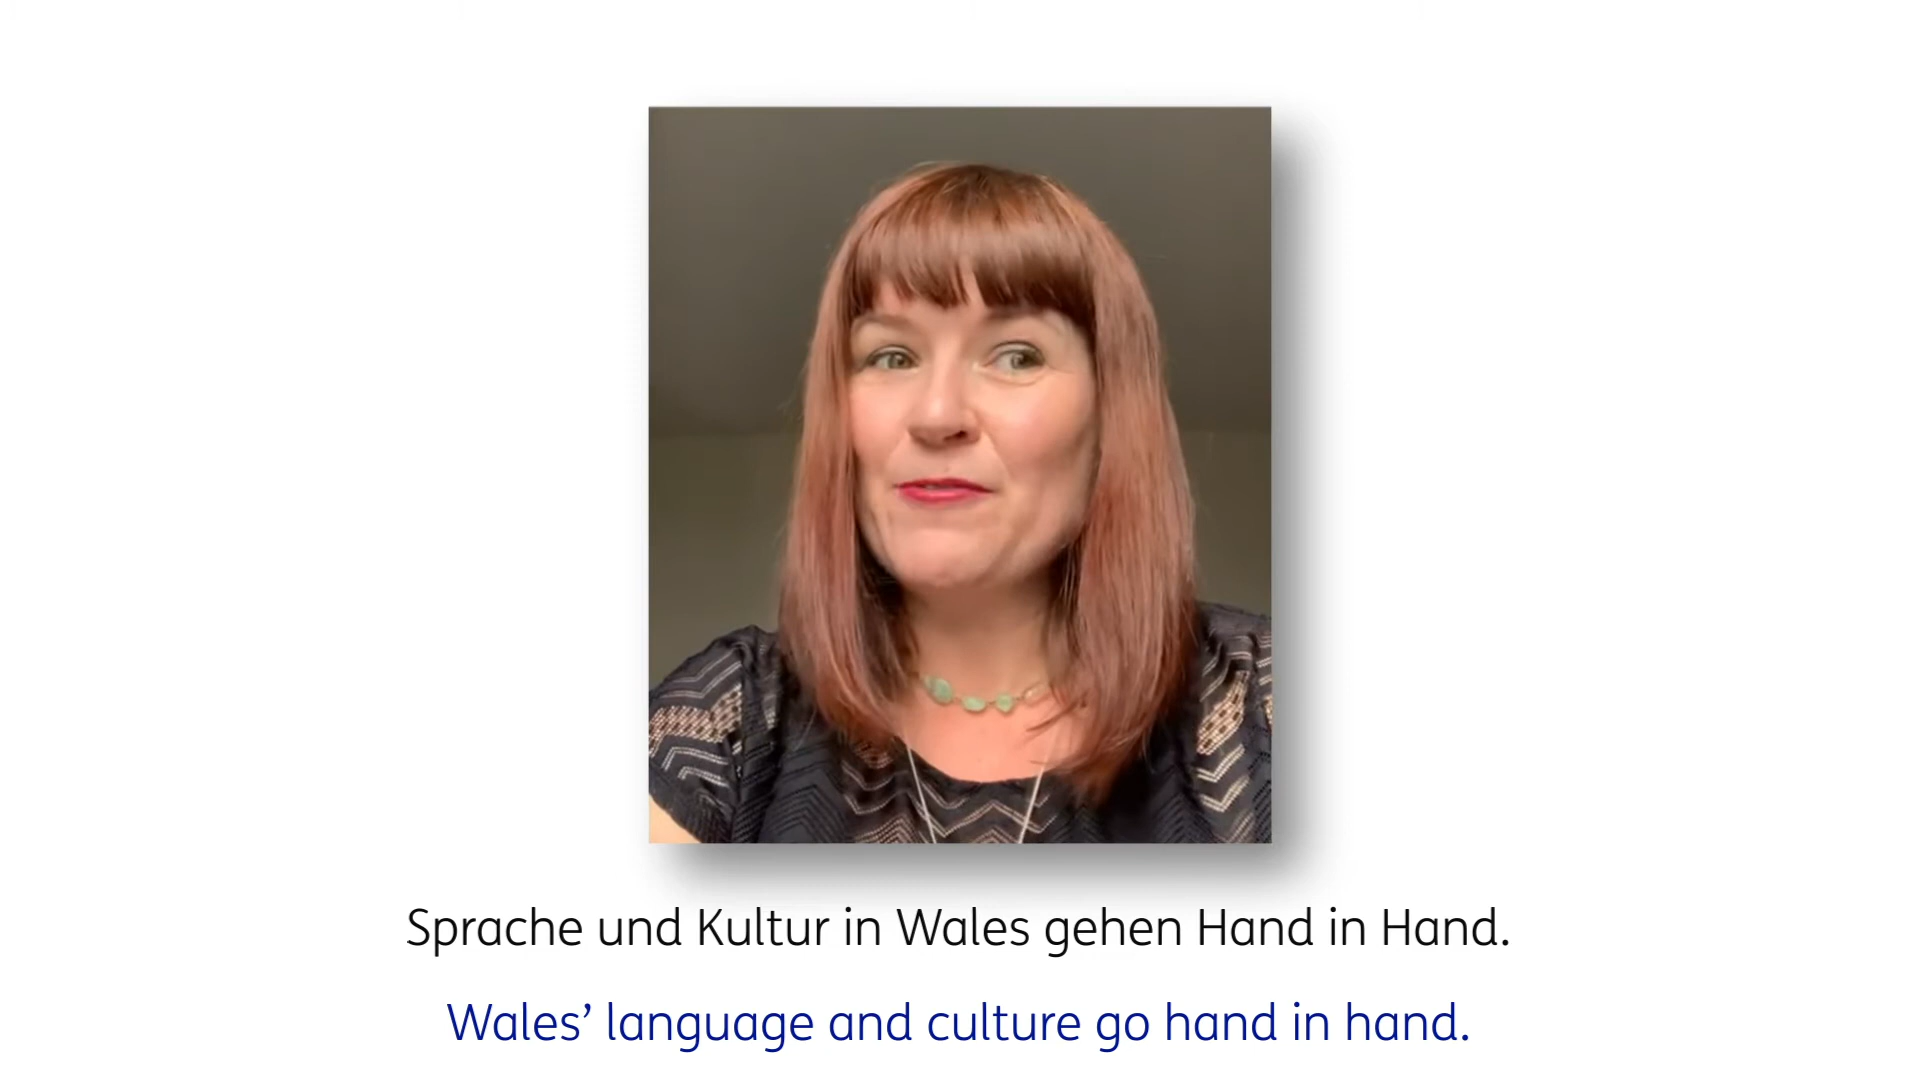 Sprache und Kultur in Wales gehen Hand in Hand.
Wales’ language and culture go hand in hand.